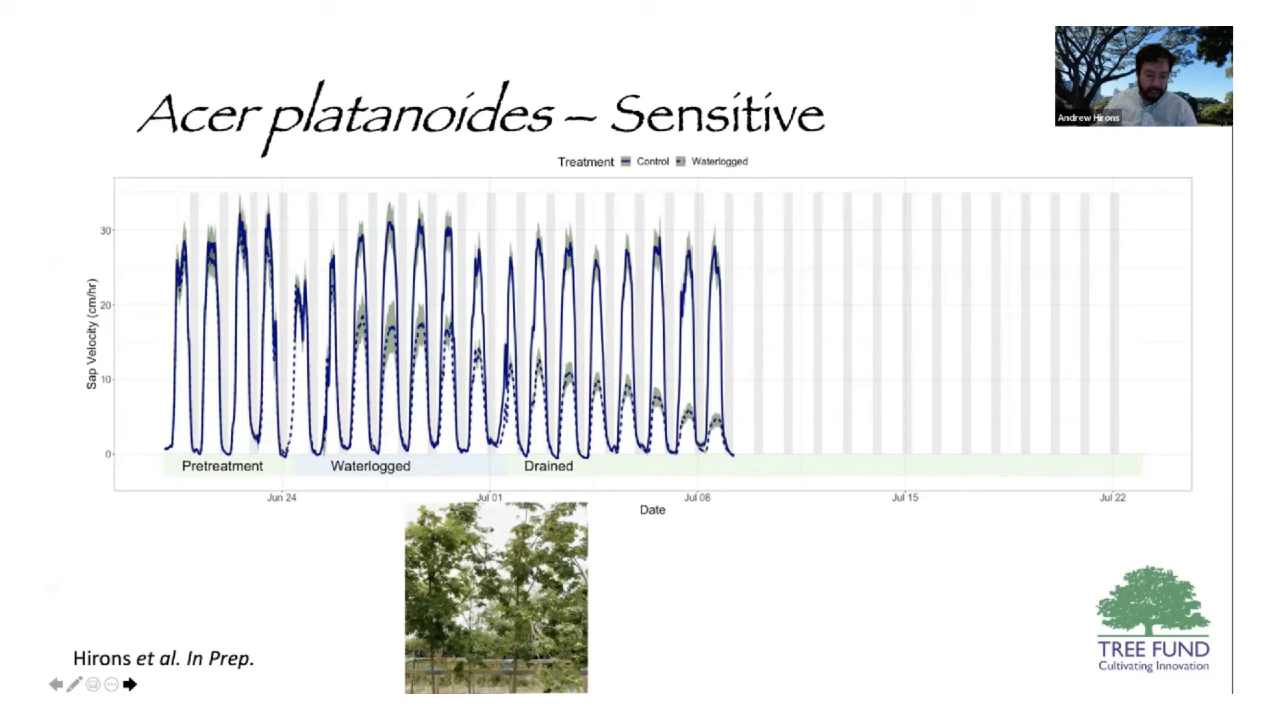 Andrew Hirons
Acer platanoides – Sensitive
Treatment Control Waterlogged
Sap Velocity (cm/hr)
30
20
10
0
Pretreatment Waterlogged Drained
Jun 24 Jul 01 Jul 08 Jul 15 Jul 22
Date
Hirons et al. In Prep.
TREE FUND
Cultivating Innovation